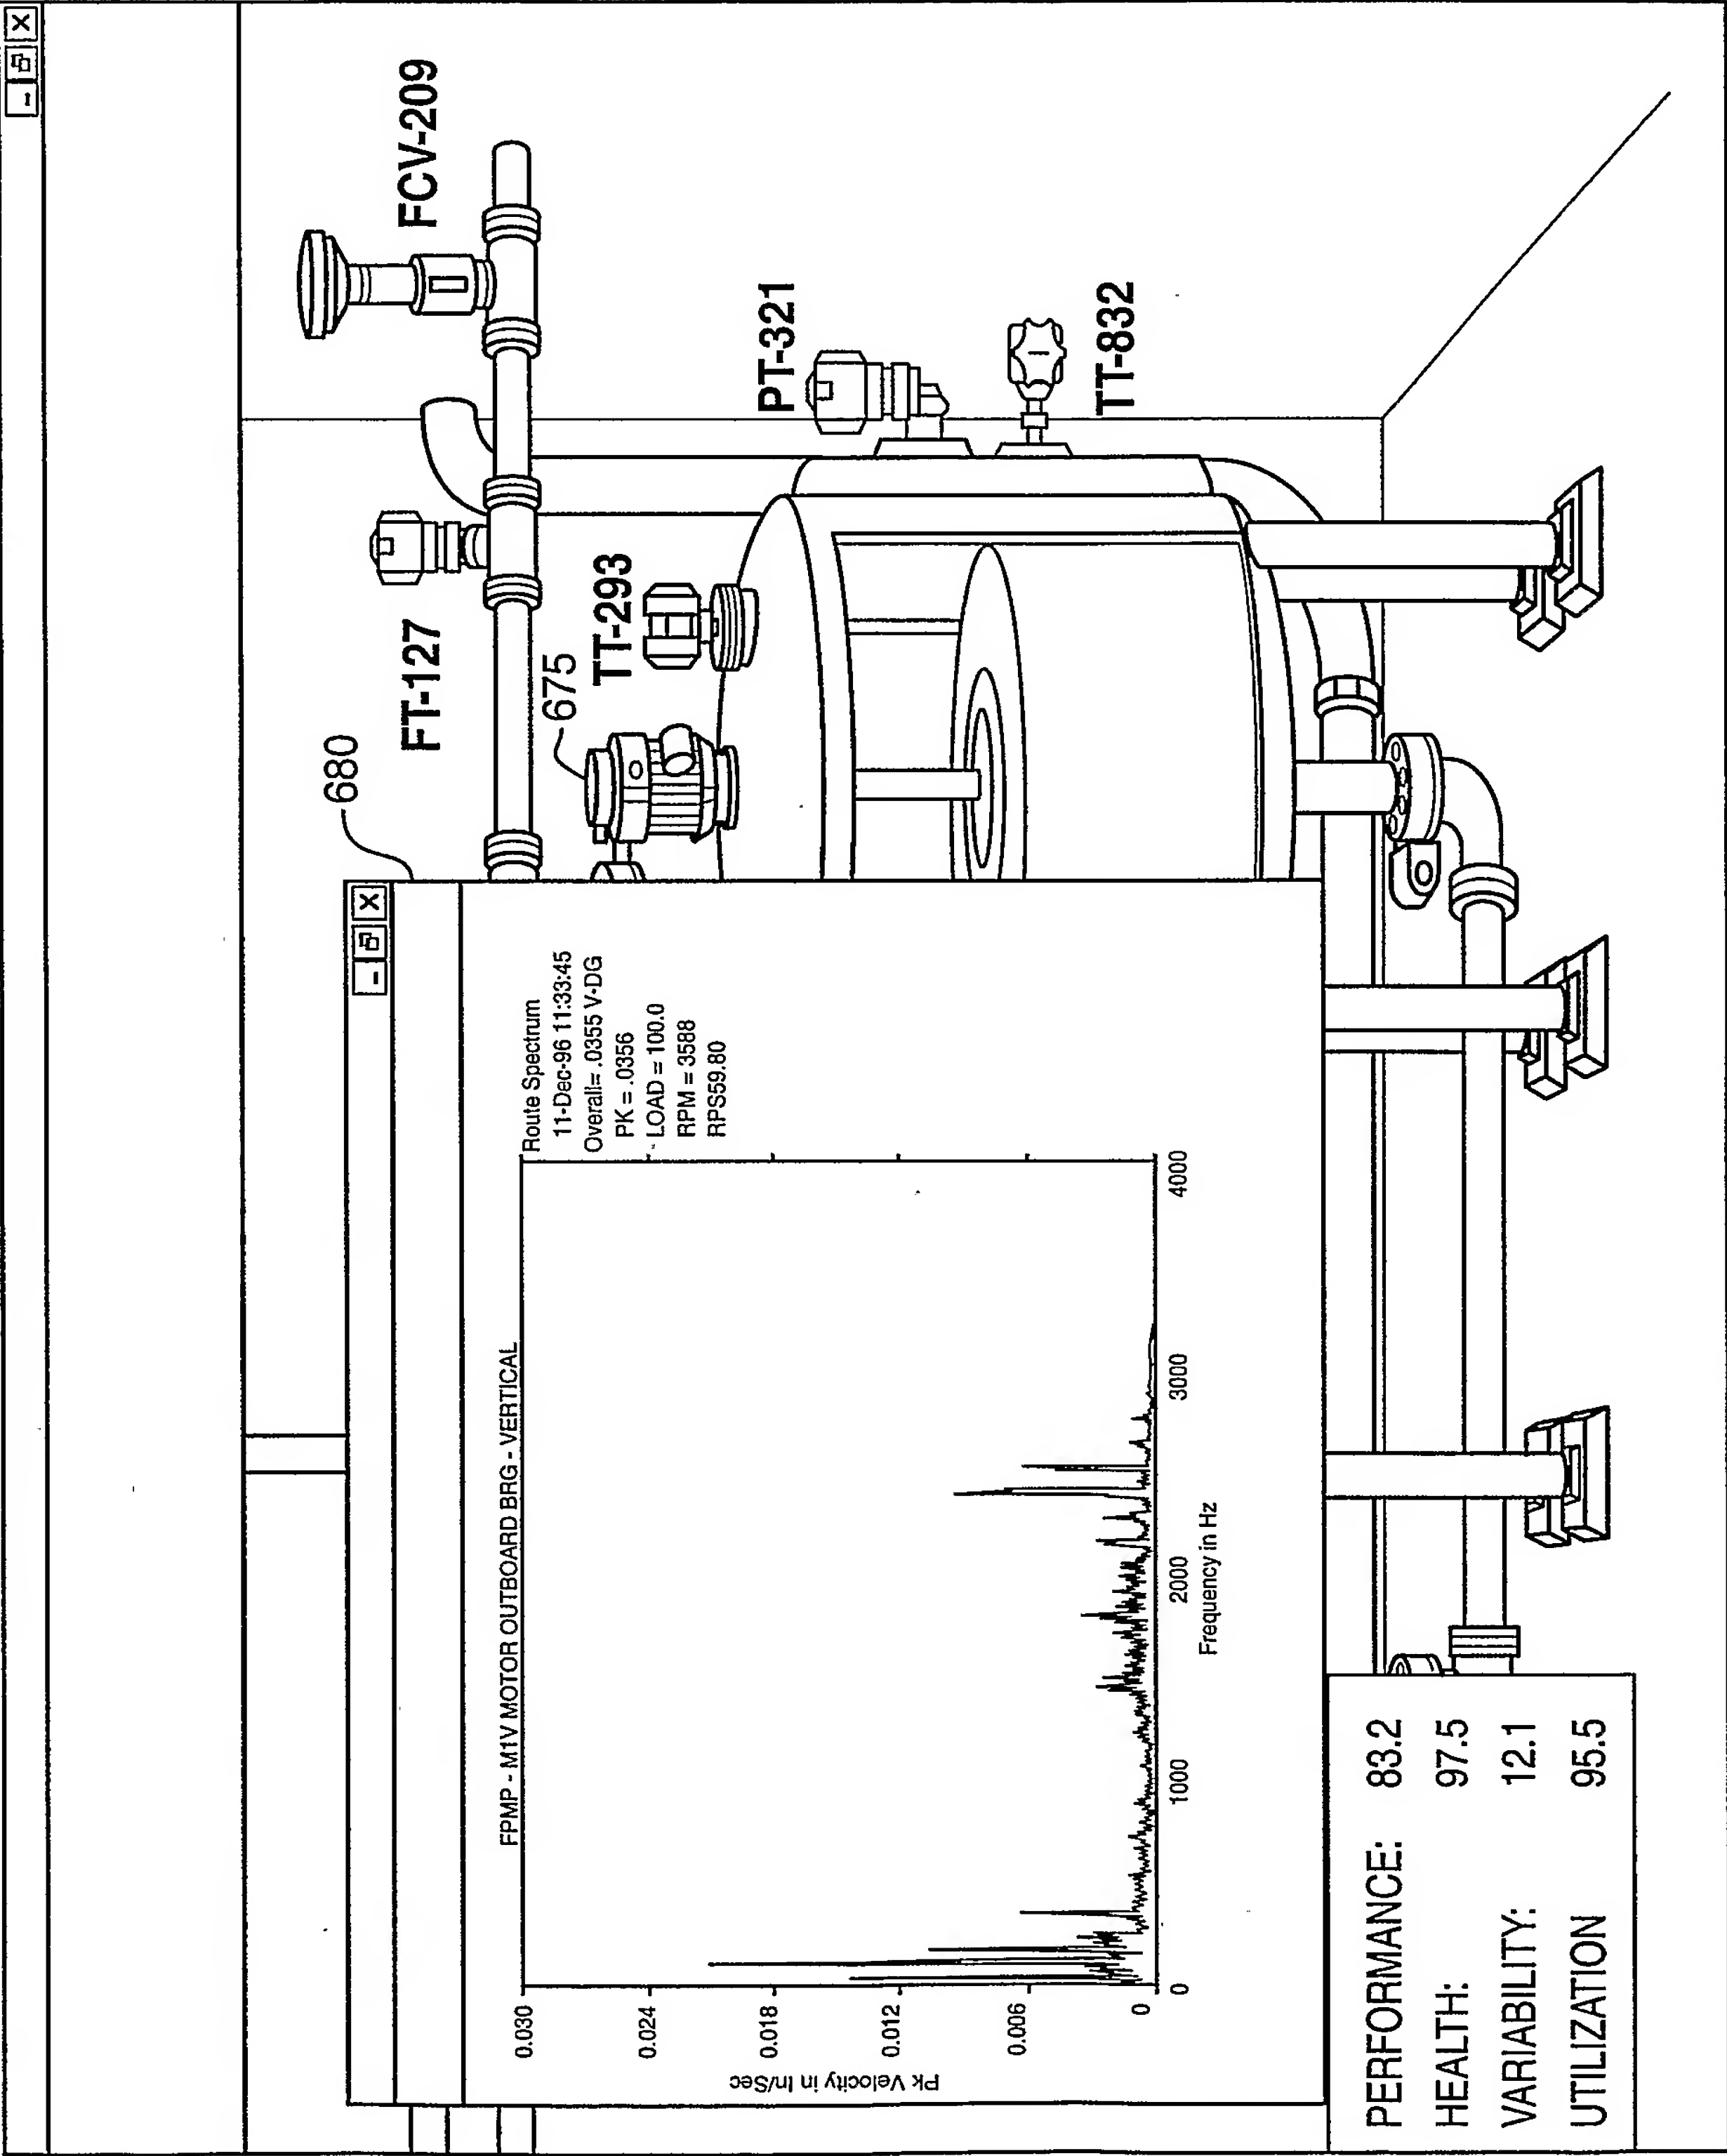 FCV-209
FT-127
680
675
TT-293
PT-321
TT-832
FPMP - M1V MOTOR OUTBOARD BRG - VERTICAL
Route Spectrum
11-Dec-96 11:33:45
Overall= .0355 V-DG
PK = .0356
LOAD = 100.0
RPM = 3588
RPS59.80
Pk Velocity in In/Sec
0.030
0.024
0.018
0.012
0.006
0
0 1000 2000 3000 4000
Frequency in Hz
PERFORMANCE: 83.2
HEALTH: 97.5
VARIABILITY: 12.1
UTILIZATION 95.5